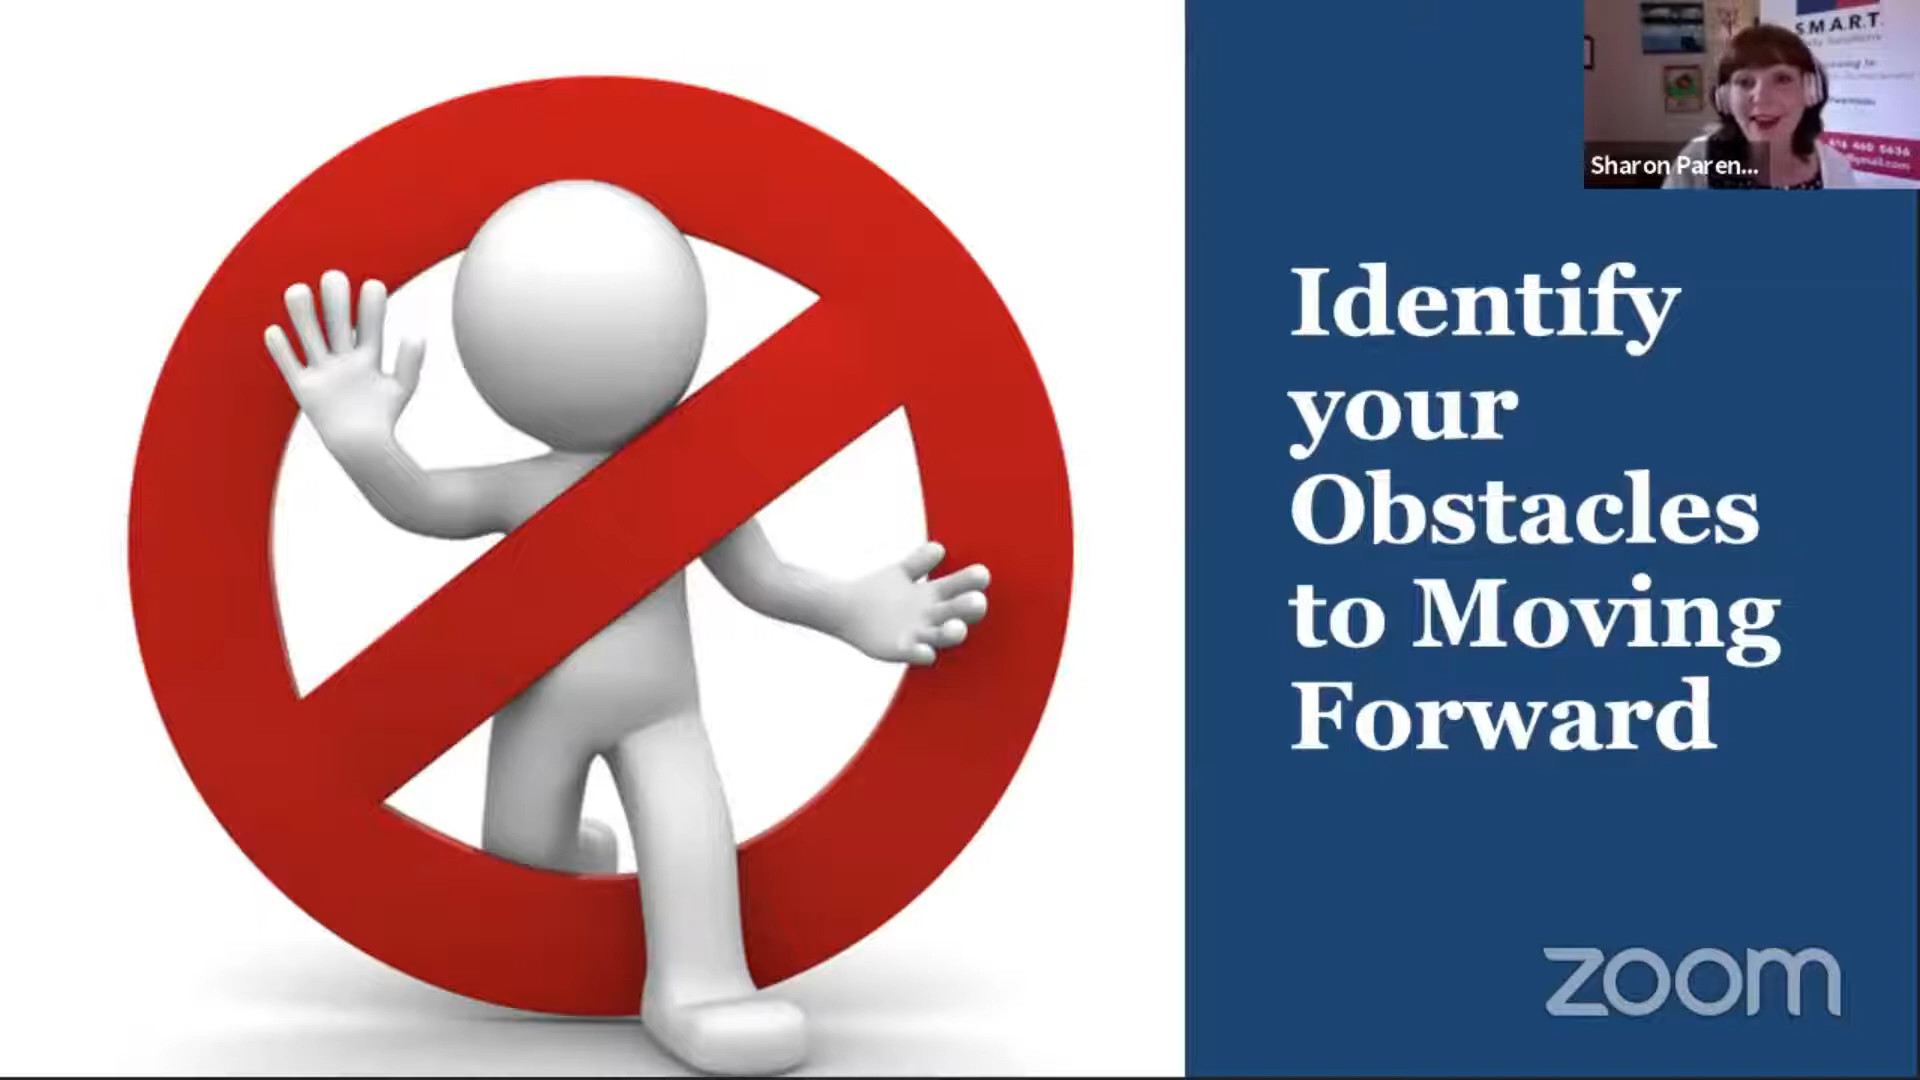 S.M.A.R.T.
Sharon Paren...
Identify
your
Obstacles
to Moving
Forward
zoom